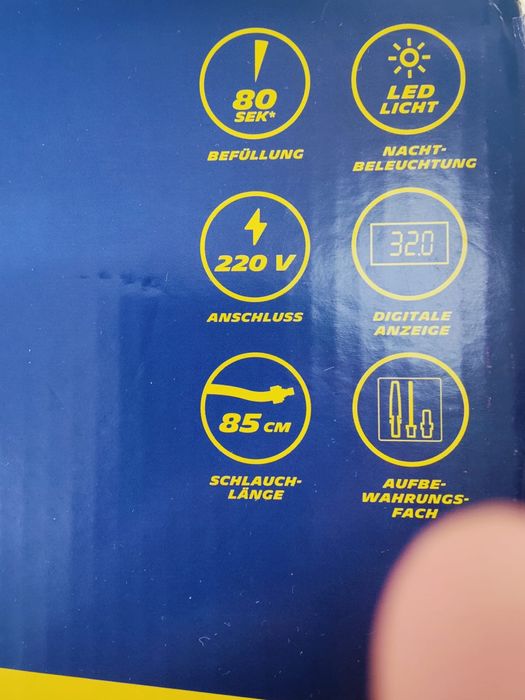 80
SEK*
BEFÜLLUNG
LED
LICHT
NACHT-
BELEUCHTUNG
220 V
ANSCHLUSS
32.0
DIGITALE
ANZEIGE
85 CM
SCHLAUCH-
LÄNGE
AUFBE-
WAHRUNGS-
FACH